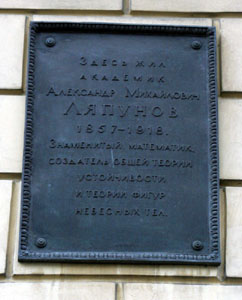 Здесь жил
академик
Александр Михайлович
Ляпунов
1857–1918.
Знаменитый математик,
создатель общей теории
устойчивости
и теории фигур
небесных тел.